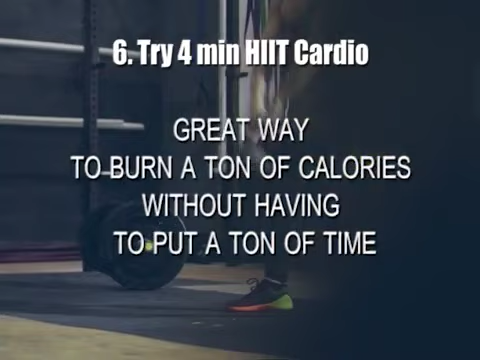 6. Try 4 min HIIT Cardio
GREAT WAY
TO BURN A TON OF CALORIES
WITHOUT HAVING
TO PUT A TON OF TIME